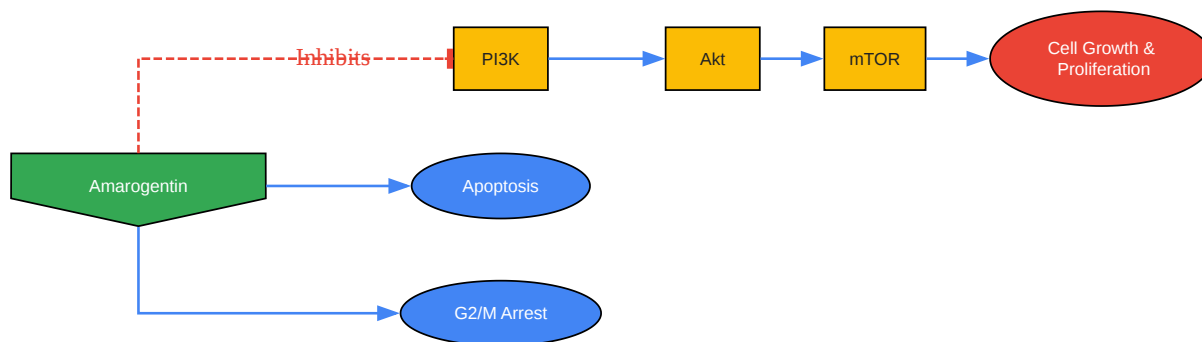 Inhibits
PI3K
Akt
mTOR
Cell Growth &
Proliferation
Amarogentin
Apoptosis
G2/M Arrest